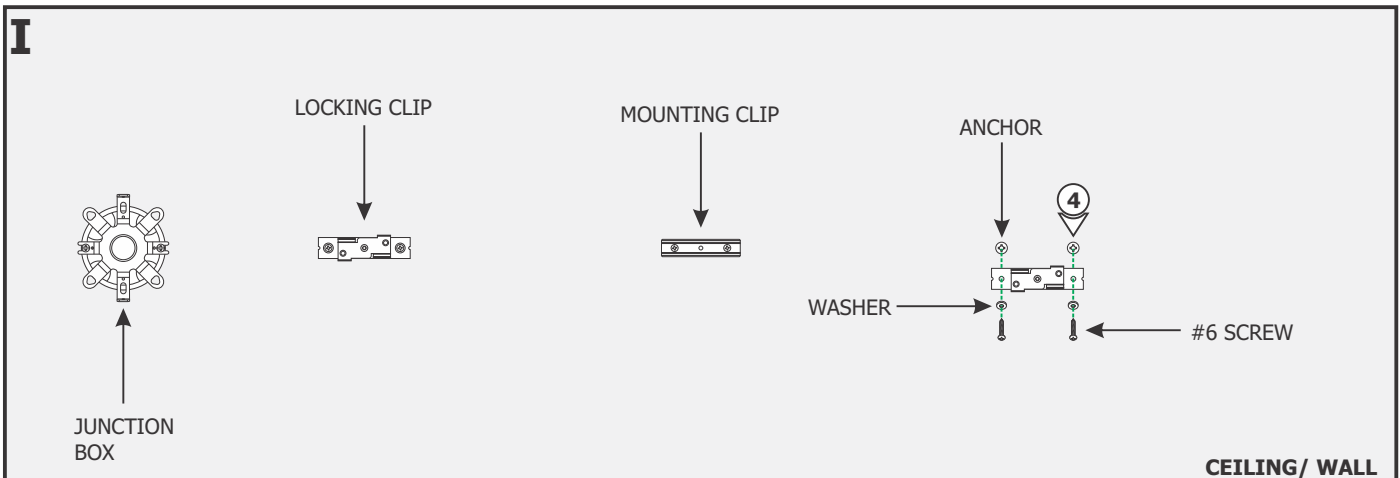 I
LOCKING CLIP
MOUNTING CLIP
ANCHOR
4
WASHER
#6 SCREW
JUNCTION
BOX
CEILING/ WALL